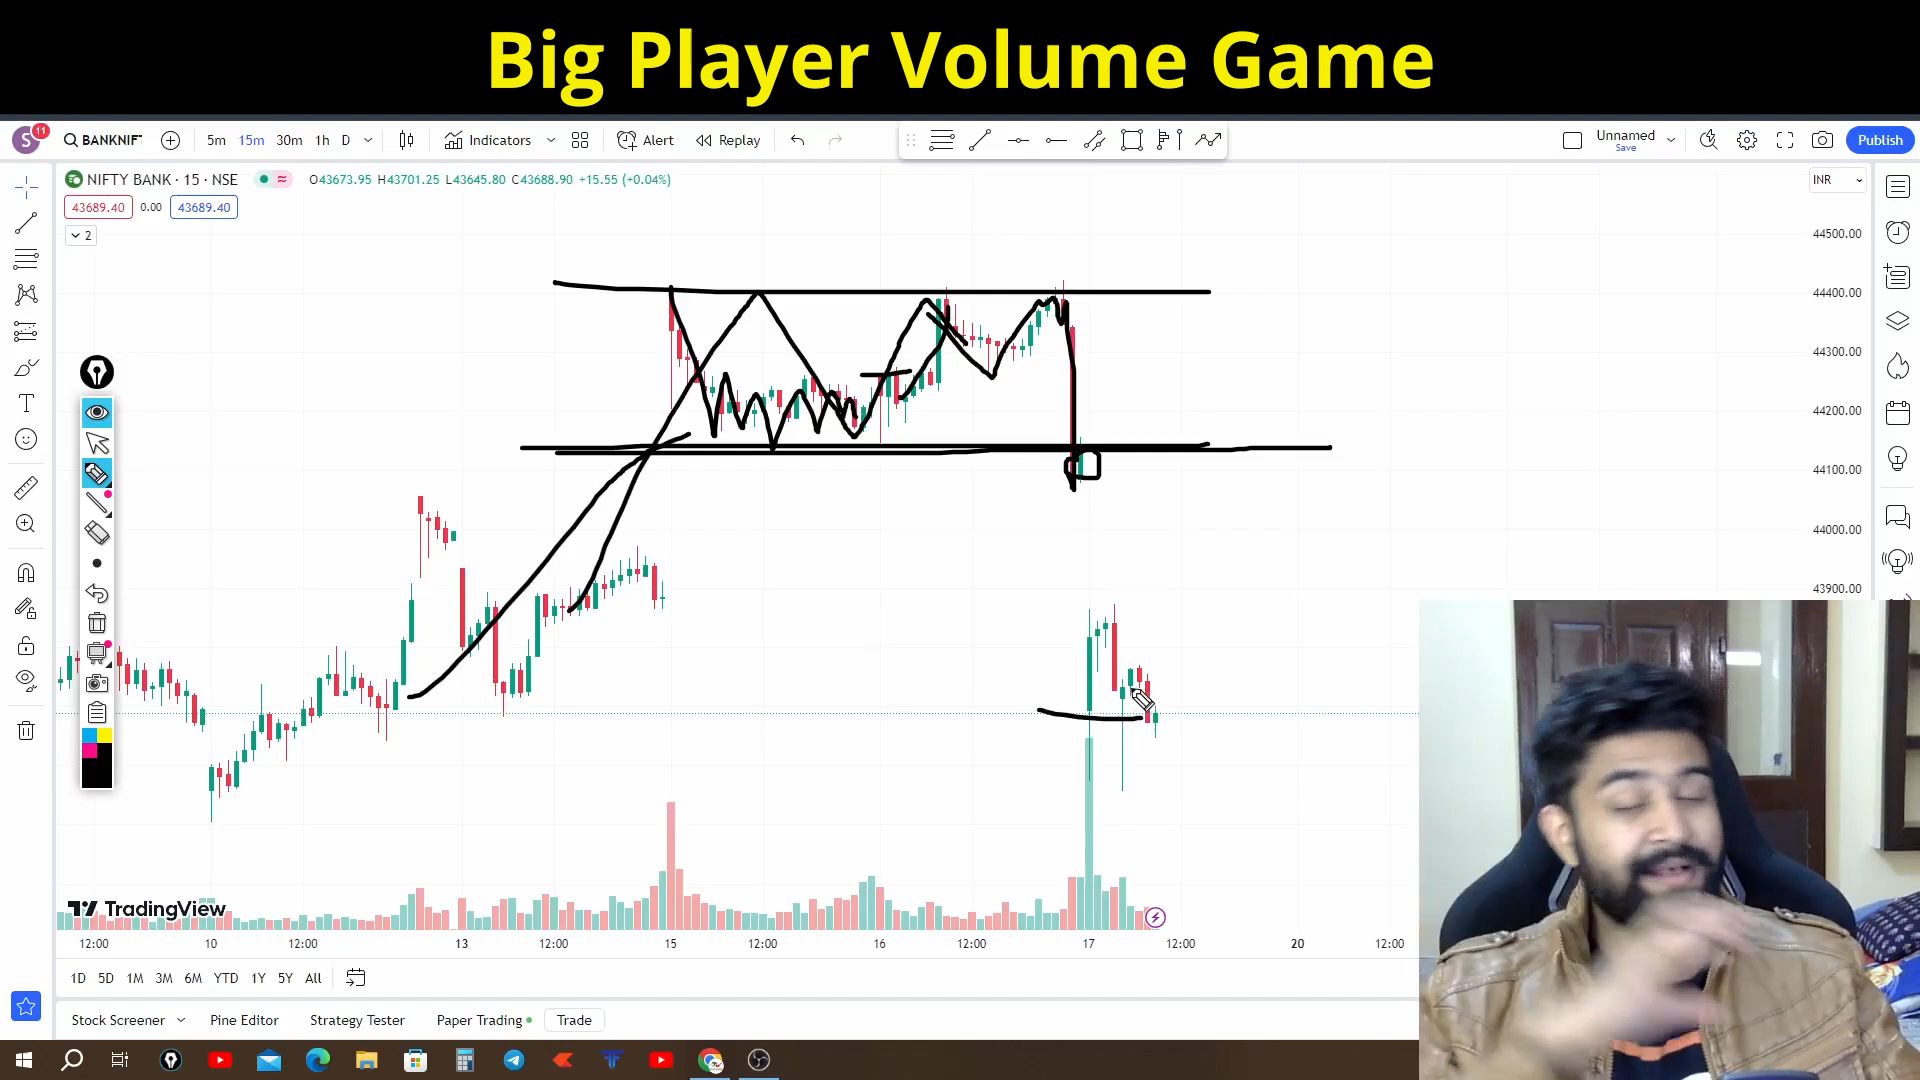 Big Player Volume Game
S 11 BANKNIF 5m 15m 30m 1h D Indicators Alert Replay Unnamed Save Publish
NIFTY BANK · 15 · NSE O43673.95 H43701.25 L43645.80 C43688.90 +15.55 (+0.04%) INR
43689.40 0.00 43689.40
2
44500.00
44400.00
44300.00
44200.00
44100.00
44000.00
43900.00
TradingView
12:00 10 12:00 13 12:00 15 12:00 16 12:00 17 12:00 20 12:00
1D 5D 1M 3M 6M YTD 1Y 5Y All
Stock Screener Pine Editor Strategy Tester Paper Trading Trade